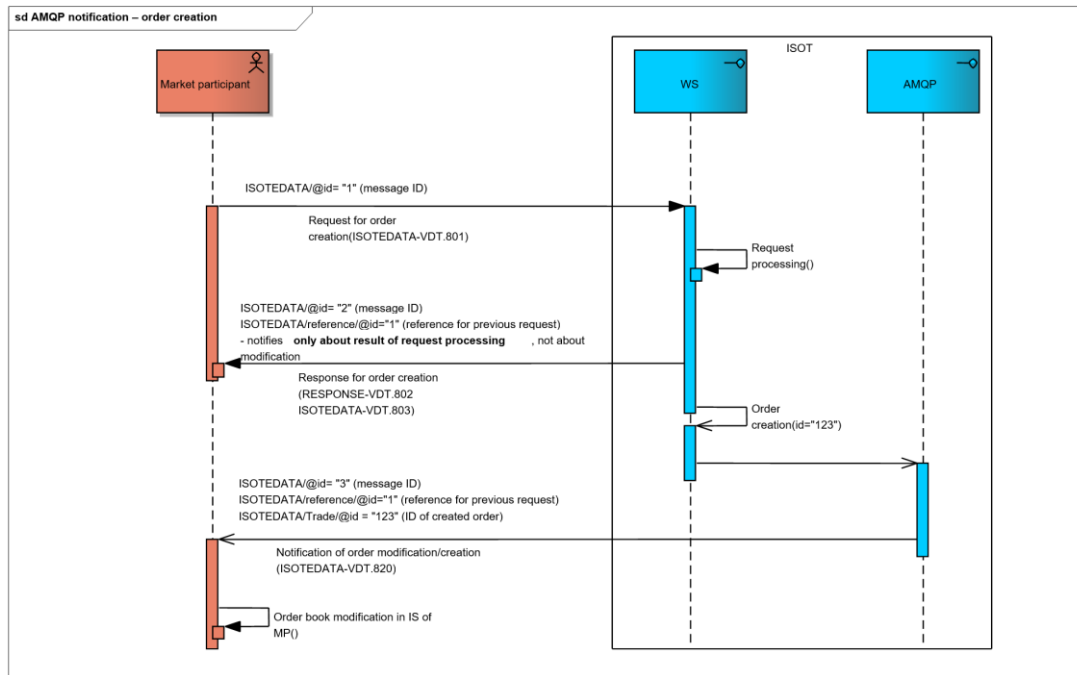 sd AMQP notification – order creation
ISOT
Market participant
WS
AMQP
ISOTEDATA/@id= "1" (message ID)
Request for order
creation(ISOTEDATA-VDT.801)
Request
processing()
ISOTEDATA/@id= "2" (message ID)
ISOTEDATA/reference/@id="1" (reference for previous request)
- notifies only about result of request processing , not about
modification
Response for order creation
(RESPONSE-VDT.802
ISOTEDATA-VDT.803)
Order
creation(id="123")
ISOTEDATA/@id= "3" (message ID)
ISOTEDATA/reference/@id="1" (reference for previous request)
ISOTEDATA/Trade/@id = "123" (ID of created order)
Notification of order modification/creation
(ISOTEDATA-VDT.820)
Order book modification in IS of
MP()